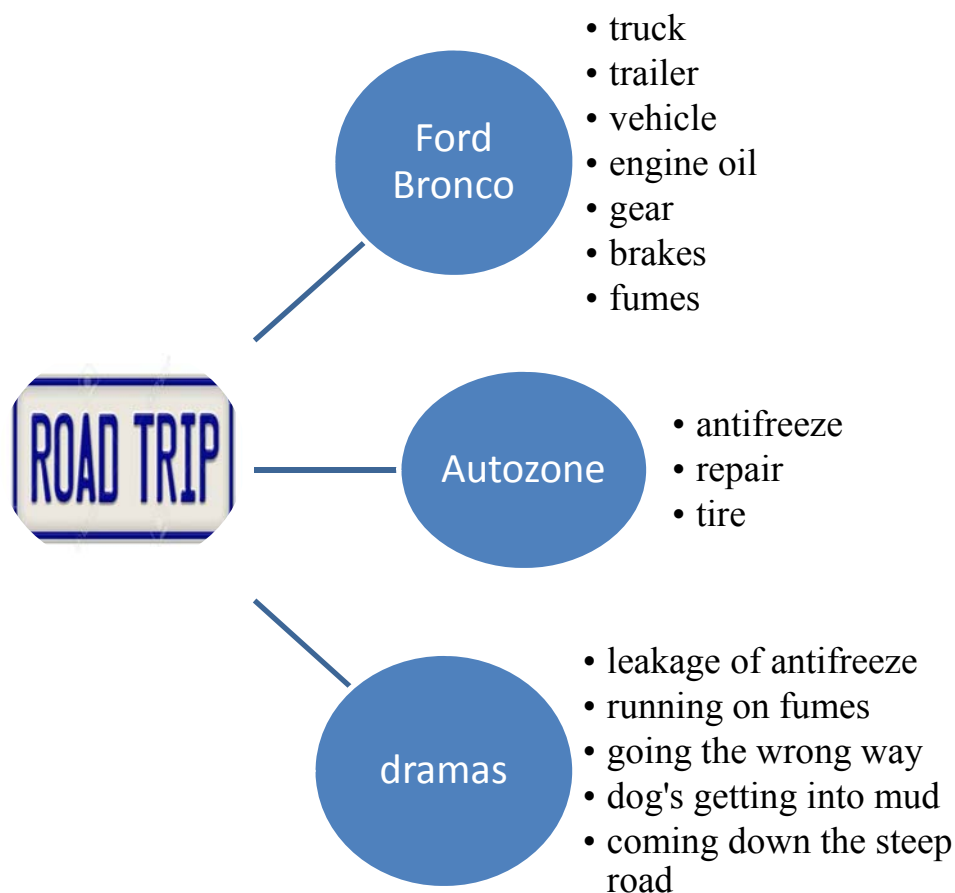 Ford
Bronco
• truck
• trailer
• vehicle
• engine oil
• gear
• brakes
• fumes
ROAD TRIP
Autozone
• antifreeze
• repair
• tire
dramas
• leakage of antifreeze
• running on fumes
• going the wrong way
• dog's getting into mud
• coming down the steep
road